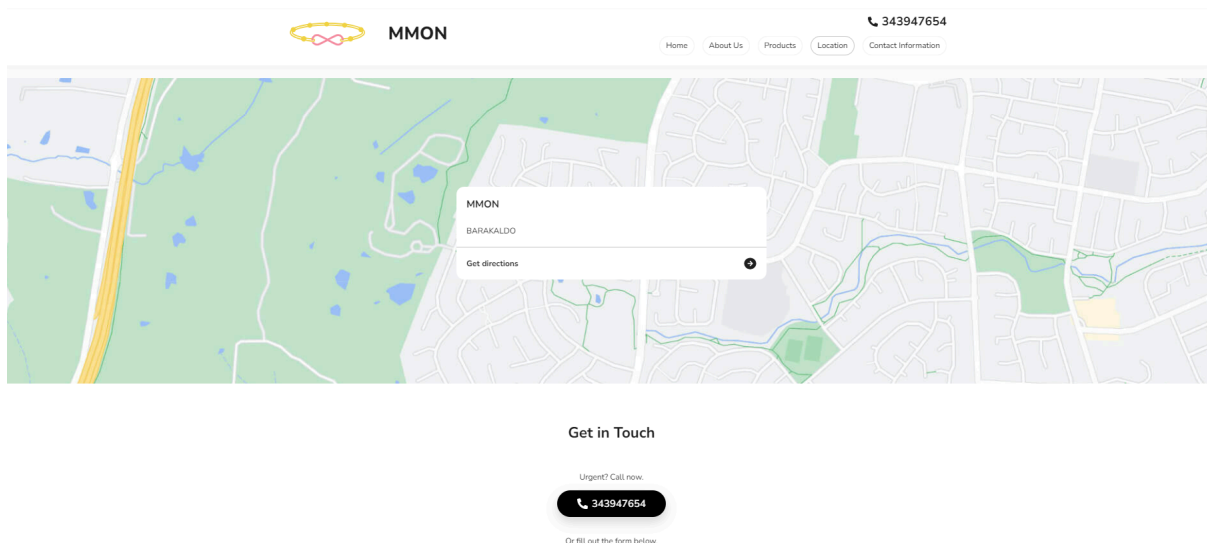 MMON
343947654
Home About Us Products Location Contact Information
MMON
BARAKALDO
Get directions
Get in Touch
Urgent? Call now.
343947654
Or fill out the form below.